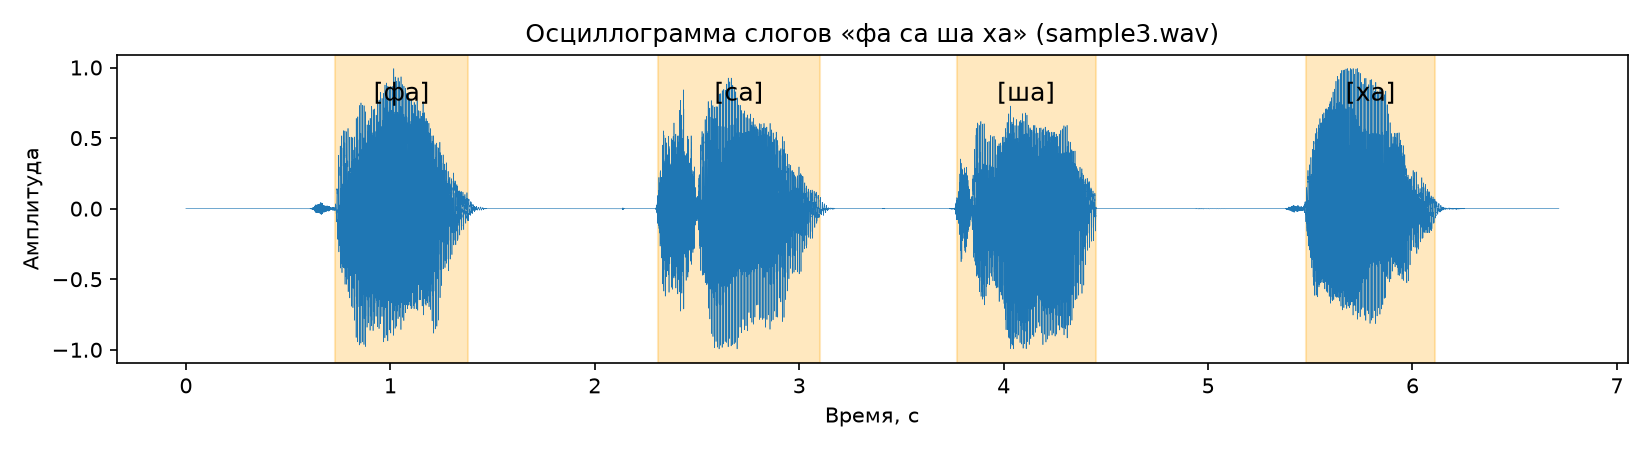 Осциллограмма слогов «фа са ша ха» (sample3.wav)
[фа] [са] [ша] [ха]
Амплитуда
1.0
0.5
0.0
−0.5
−1.0
0 1 2 3 4 5 6 7
Время, с